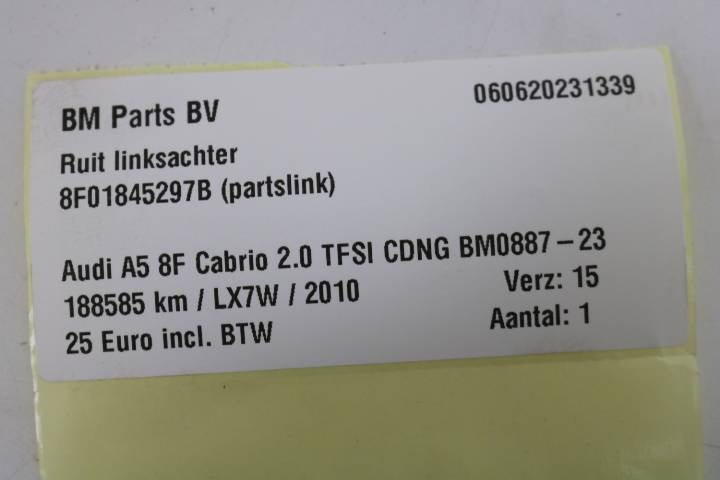 BM Parts BV
060620231339
Ruit linksachter
8F01845297B (partslink)
Audi A5 8F Cabrio 2.0 TFSI CDNG BM0887-23
188585 km / LX7W / 2010
Verz: 15
25 Euro incl. BTW
Aantal: 1